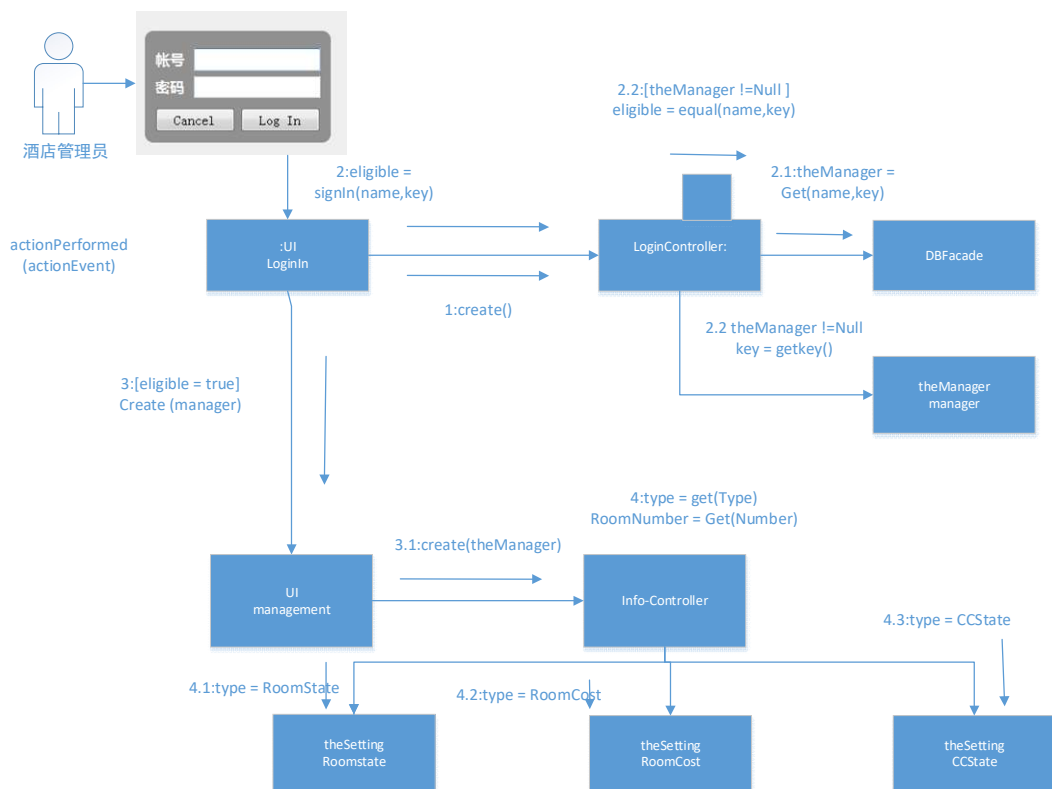 帐号
密码
Cancel
Log In
酒店管理员
2.2:[theManager !=Null ]
eligible = equal(name,key)
2:eligible =
signIn(name,key)
2.1:theManager =
Get(name,key)
actionPerformed
(actionEvent)
:UI
LoginIn
LoginController:
DBFacade
1:create()
2.2 theManager !=Null
key = getkey()
3:[eligible = true]
Create (manager)
theManager
manager
4:type = get(Type)
RoomNumber = Get(Number)
3.1:create(theManager)
UI
management
Info-Controller
4.3:type = CCState
4.1:type = RoomState
4.2:type = RoomCost
theSetting
Roomstate
theSetting
RoomCost
theSetting
CCState